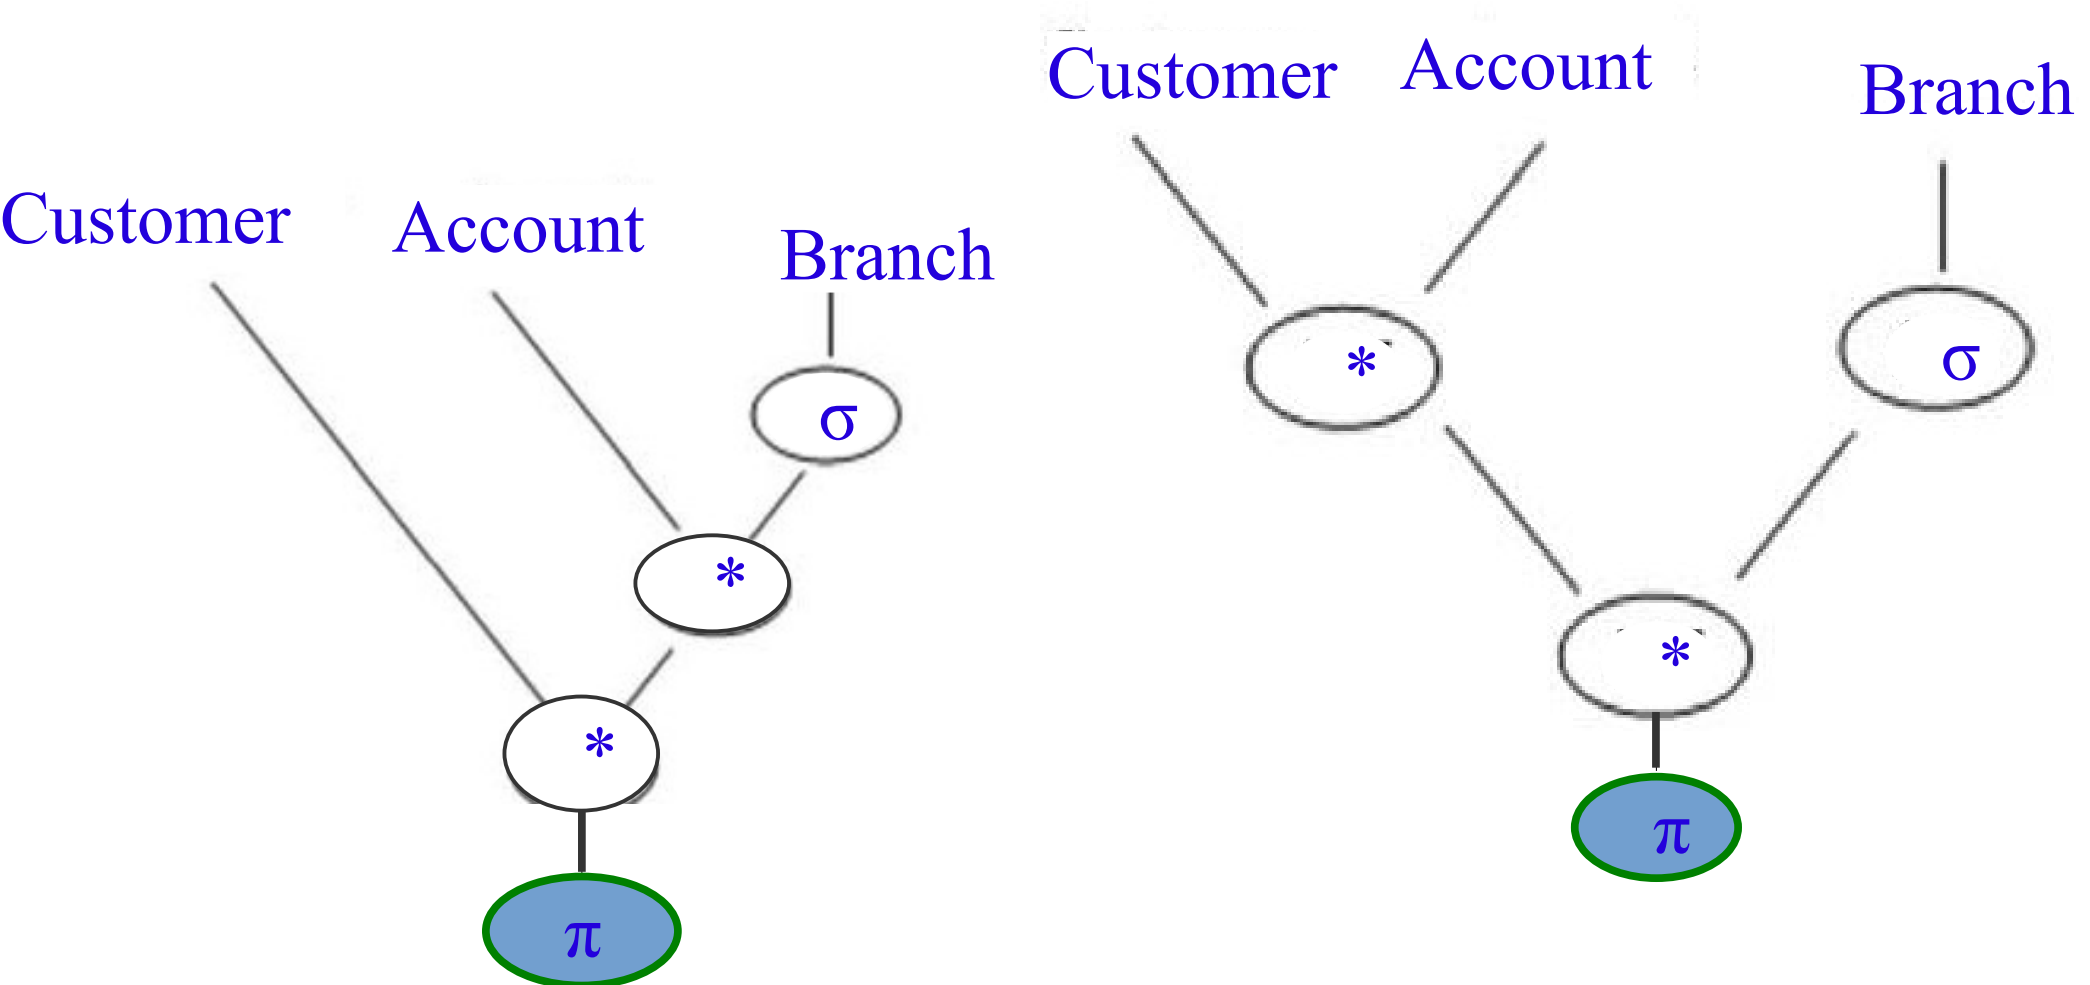 Customer
Account
Branch
σ
*
*
π
Customer
Account
Branch
*
σ
*
π